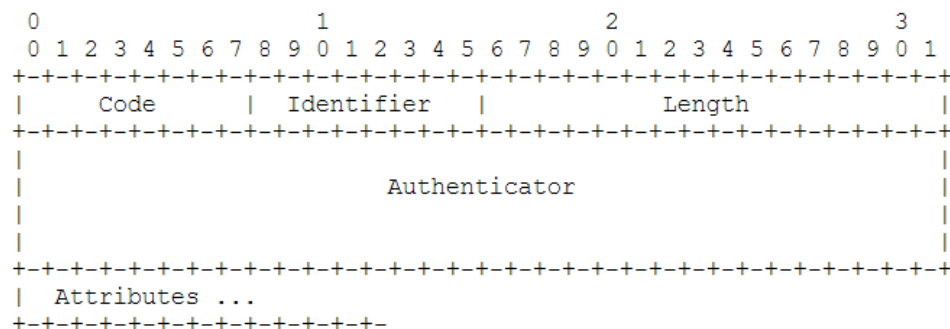 0                   1                   2                   3
 0 1 2 3 4 5 6 7 8 9 0 1 2 3 4 5 6 7 8 9 0 1 2 3 4 5 6 7 8 9 0 1
+-+-+-+-+-+-+-+-+-+-+-+-+-+-+-+-+-+-+-+-+-+-+-+-+-+-+-+-+-+-+-+-+
|     Code      |  Identifier   |            Length             |
+-+-+-+-+-+-+-+-+-+-+-+-+-+-+-+-+-+-+-+-+-+-+-+-+-+-+-+-+-+-+-+-+
|                                                               |
|                         Authenticator                         |
|                                                               |
|                                                               |
+-+-+-+-+-+-+-+-+-+-+-+-+-+-+-+-+-+-+-+-+-+-+-+-+-+-+-+-+-+-+-+-+
|  Attributes ...
+-+-+-+-+-+-+-+-+-+-+-+-+-